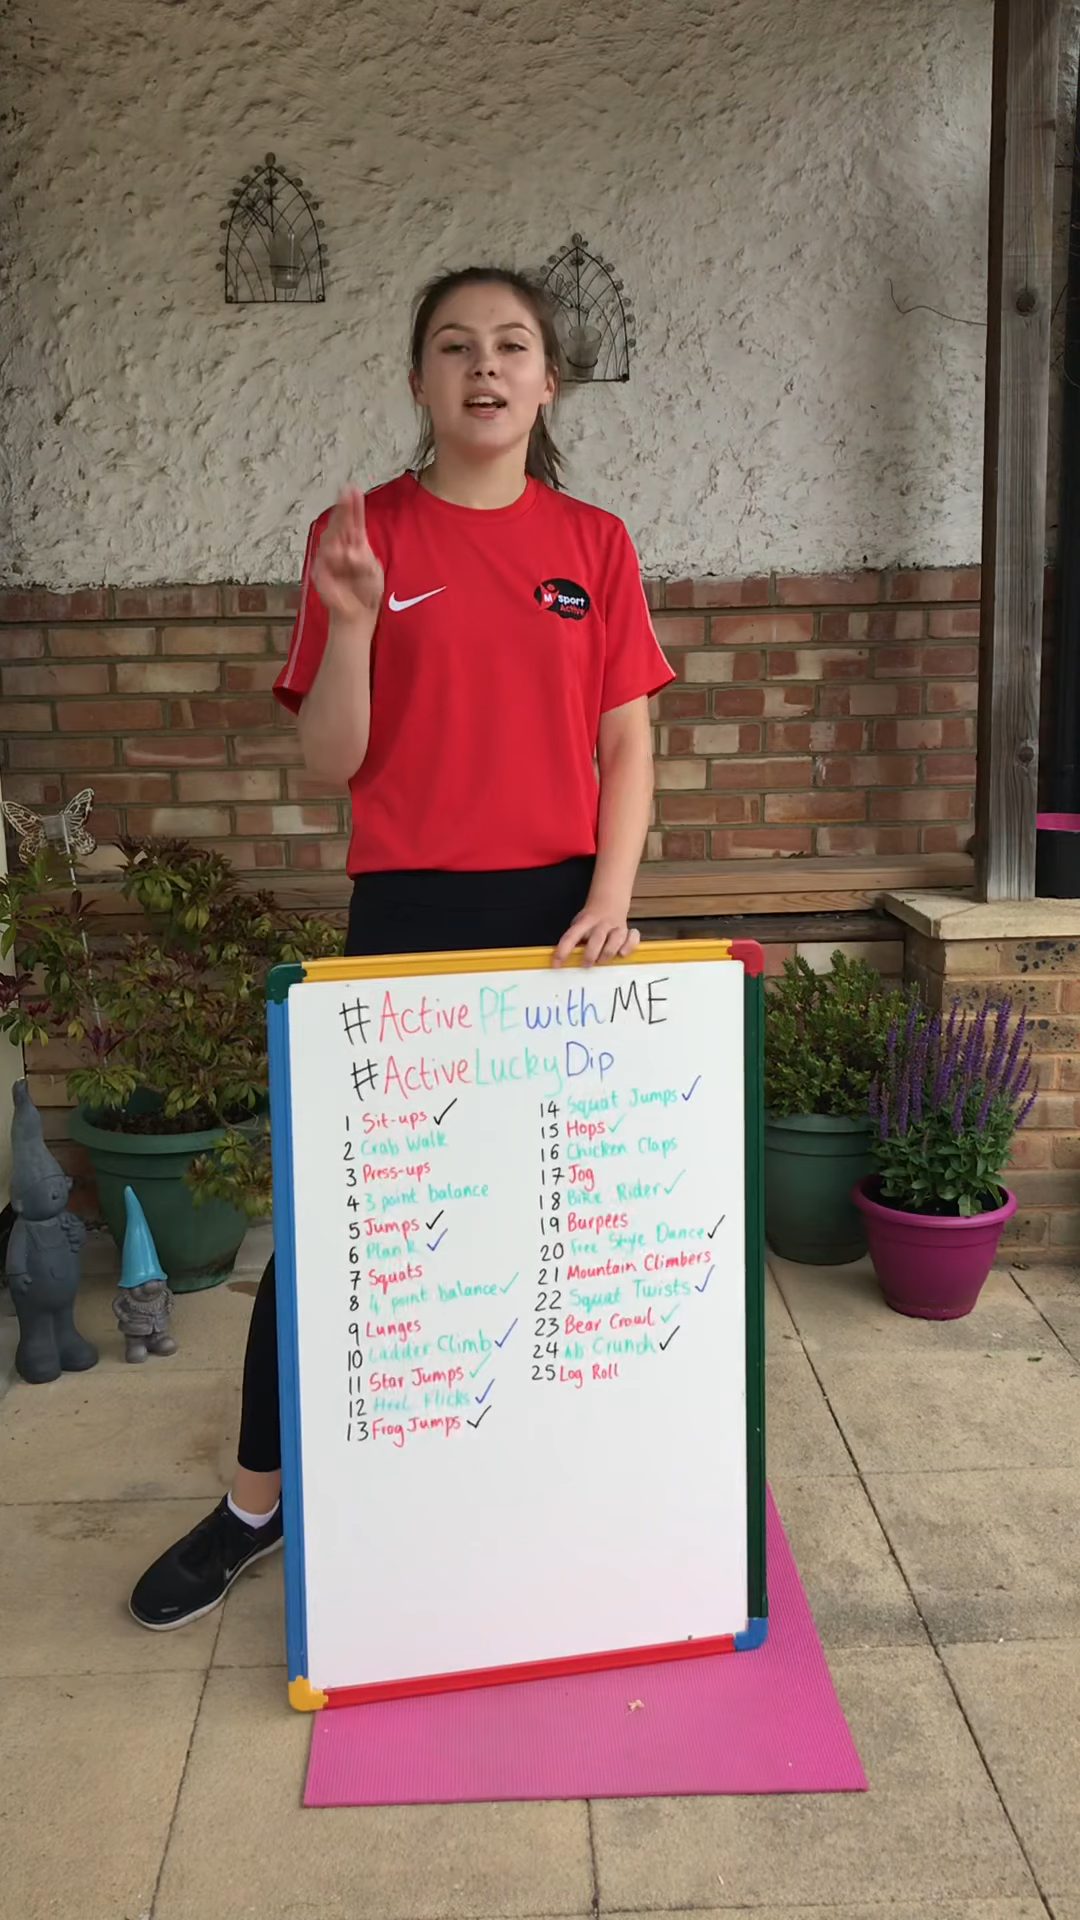 M sport
Active
#ActivePEwithME
#ActiveLuckyDip
1 Sit-ups ✓
2 Crab Walk
3 Press-ups
4 3 point balance
5 Jumps ✓
6 Plank ✓
7 Squats
8 4 point balance ✓
9 Lunges
10 Ladder Climb ✓
11 Star Jumps ✓
12 Heel Flicks ✓
13 Frog Jumps ✓
14 Squat Jumps ✓
15 Hops ✓
16 Chicken Claps
17 Jog
18 Bike Rider ✓
19 Burpees
20 Free Style Dance ✓
21 Mountain Climbers
22 Squat Twists ✓
23 Bear Crawl ✓
24 Ab Crunch ✓
25 Log Roll